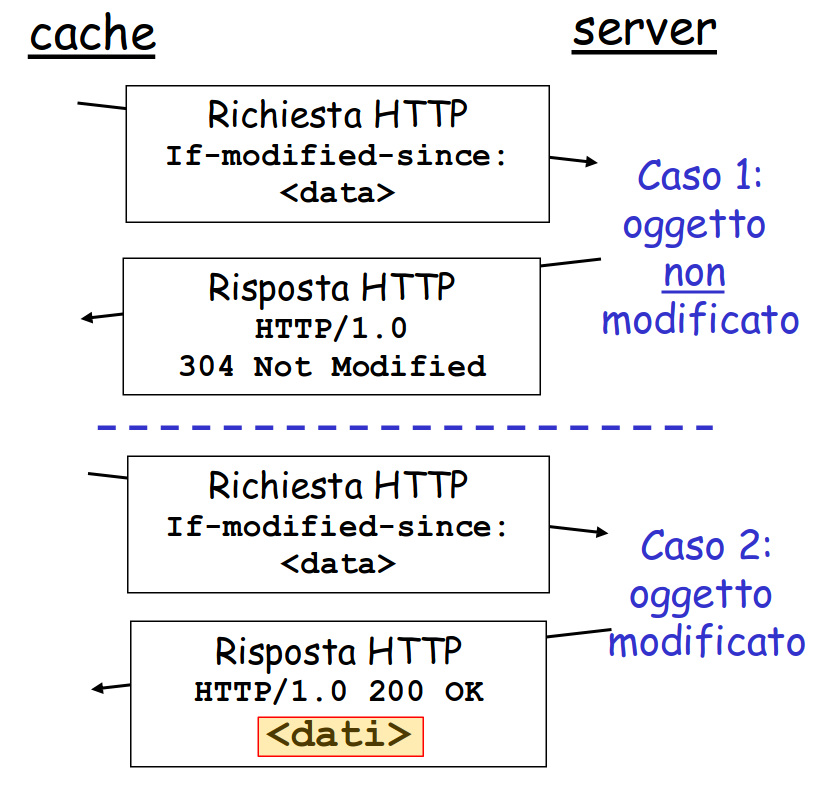 cache
server
Richiesta HTTP
If-modified-since:
<data>
Risposta HTTP
HTTP/1.0
304 Not Modified
Caso 1:
oggetto
non
modificato
Richiesta HTTP
If-modified-since:
<data>
Risposta HTTP
HTTP/1.0 200 OK
<dati>
Caso 2:
oggetto
modificato